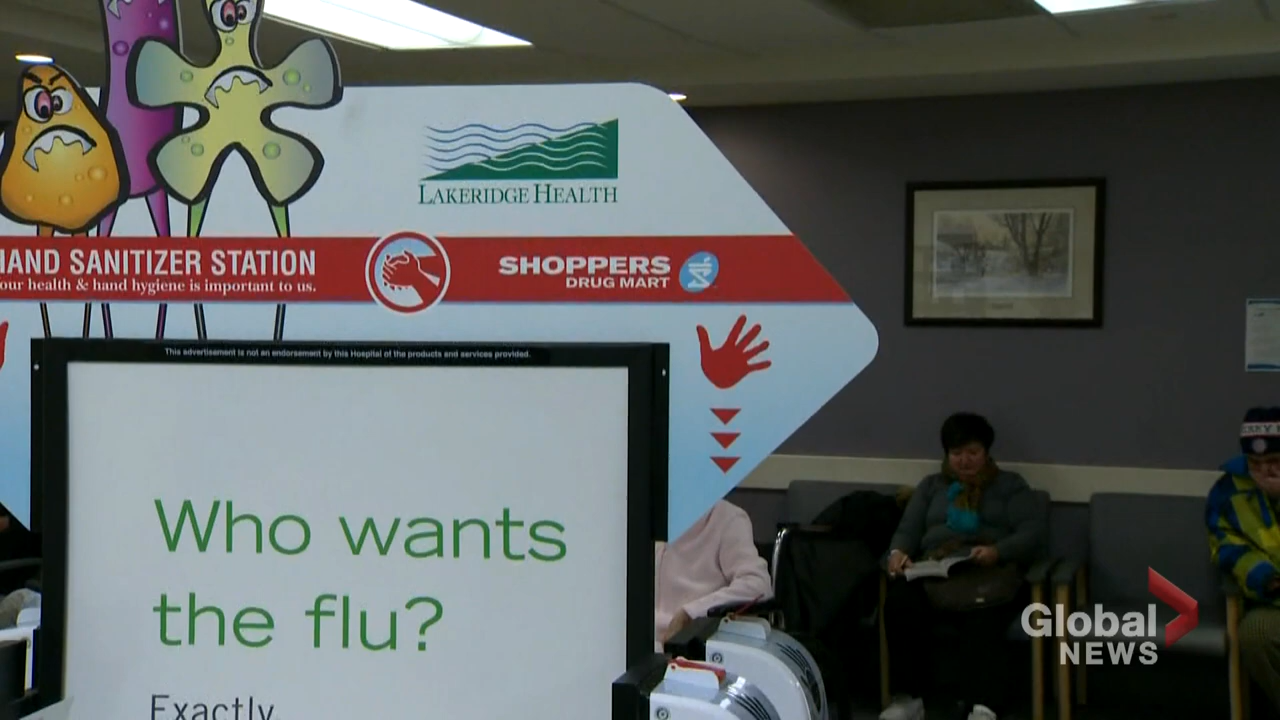 LAKERIDGE HEALTH
HAND SANITIZER STATION
our health & hand hygiene is important to us.
SHOPPERS
DRUG MART
This advertisement is not an endorsement by this Hospital of the products and services provided.
Who wants
the flu?
Exactly
Global
NEWS